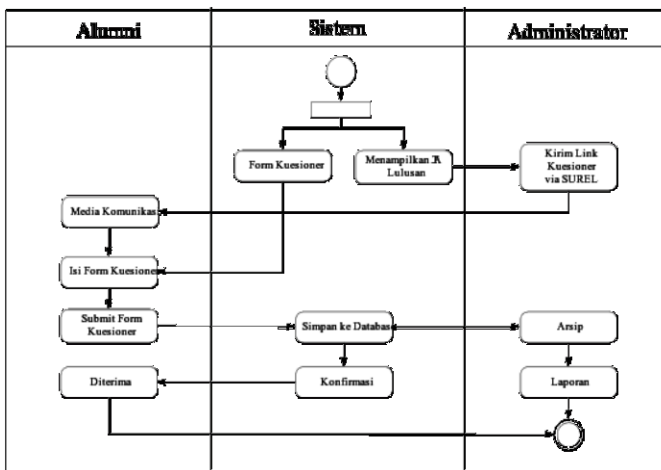 Alumni
Sistem
Administrator
Form Kuesioner
Menampilkan
Lulusan
Kirim Link
Kuesioner
via SUREL
Media Komunikas
Isi Form Kuesione
Submit Form
Kuesioner
Simpan ke Databas
Arsip
Diterima
Konfirmasi
Laporan